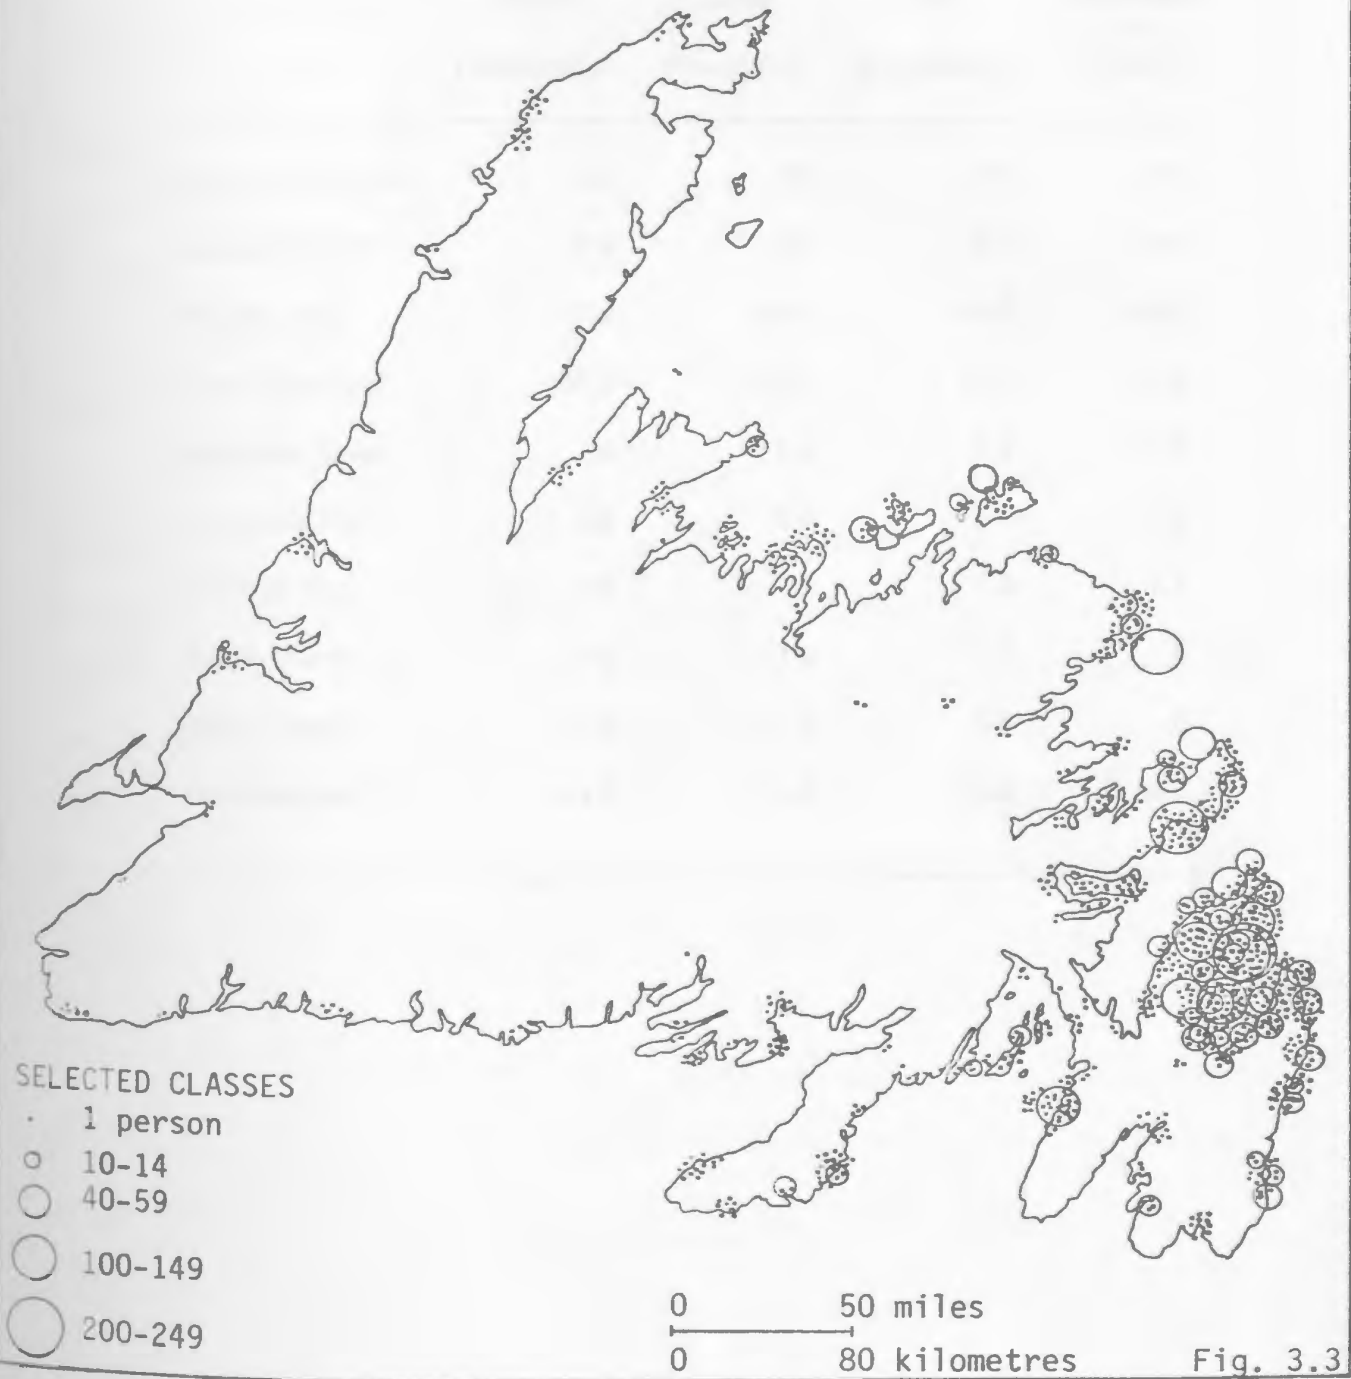 SELECTED CLASSES
1 person
10-14
40-59
100-149
200-249
0 50 miles
0 80 kilometres
Fig. 3.3